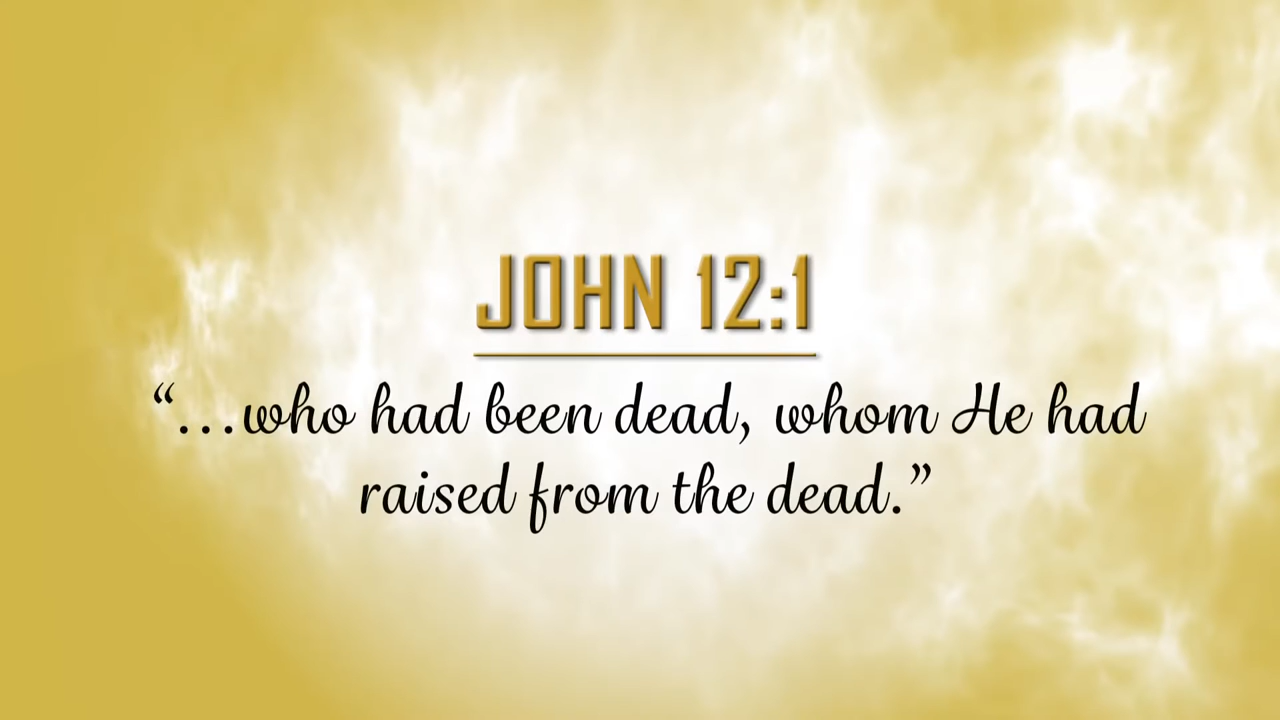 JOHN 12:1
“...who had been dead, whom He had
raised from the dead.”